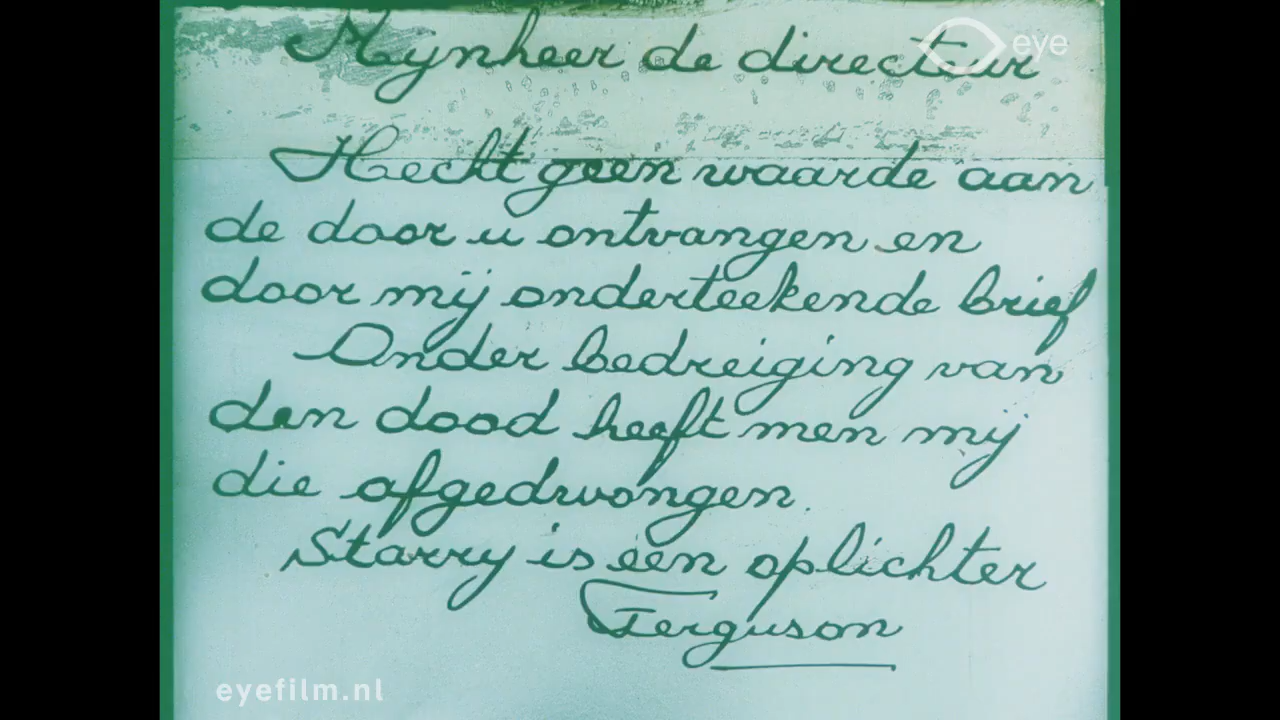 Mynheer de directeur
eye
Hecht geen waarde aan
de door u ontvangen en
door mij onderteekende brief
Onder bedreiging van
den dood heeft men mij
die afgedwongen.
Starry is een oplichter
Ferguson
eyefilm.nl